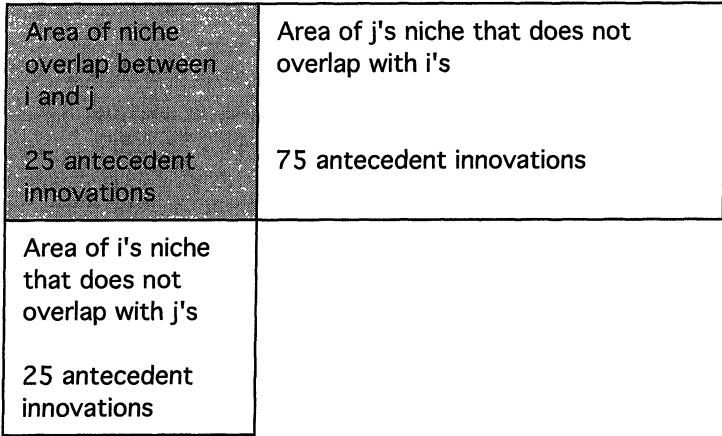 Area of niche
overlap between
i and j
25 antecedent
innovations
Area of j's niche that does not
overlap with i's
75 antecedent innovations
Area of i's niche
that does not
overlap with j's
25 antecedent
innovations